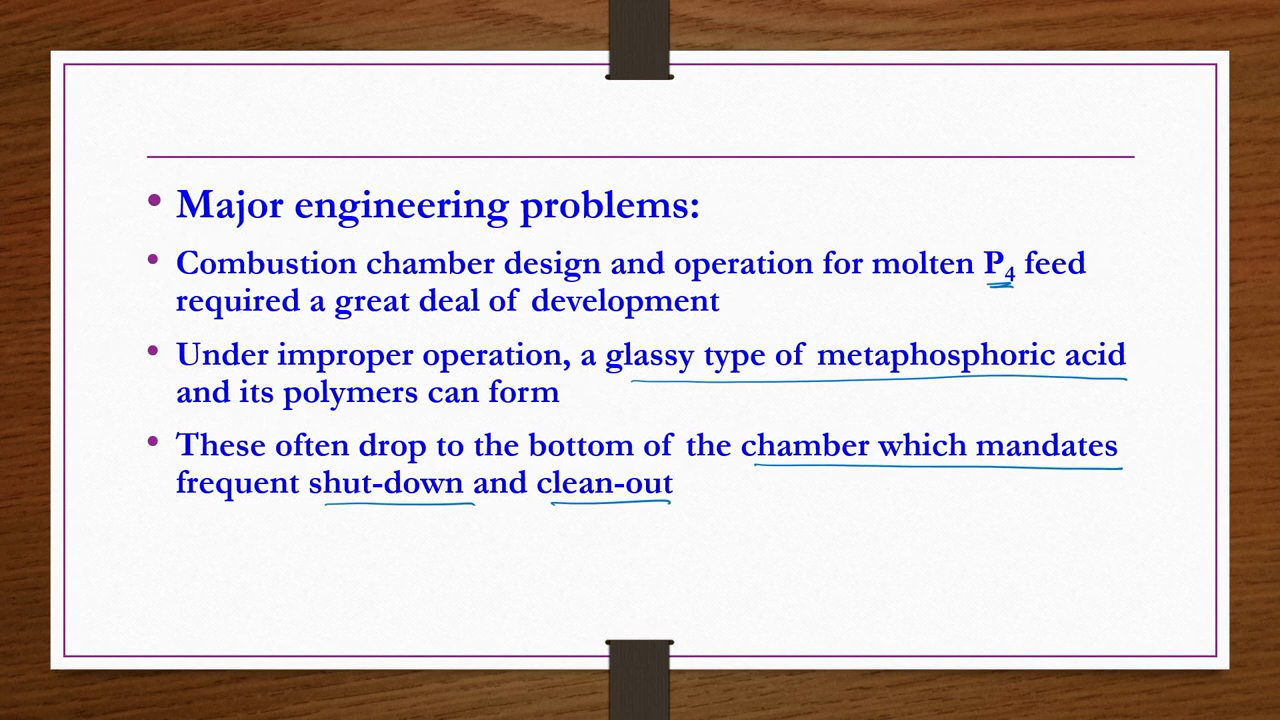 • Major engineering problems:
• Combustion chamber design and operation for molten P₄ feed
required a great deal of development
• Under improper operation, a glassy type of metaphosphoric acid
and its polymers can form
• These often drop to the bottom of the chamber which mandates
frequent shut-down and clean-out